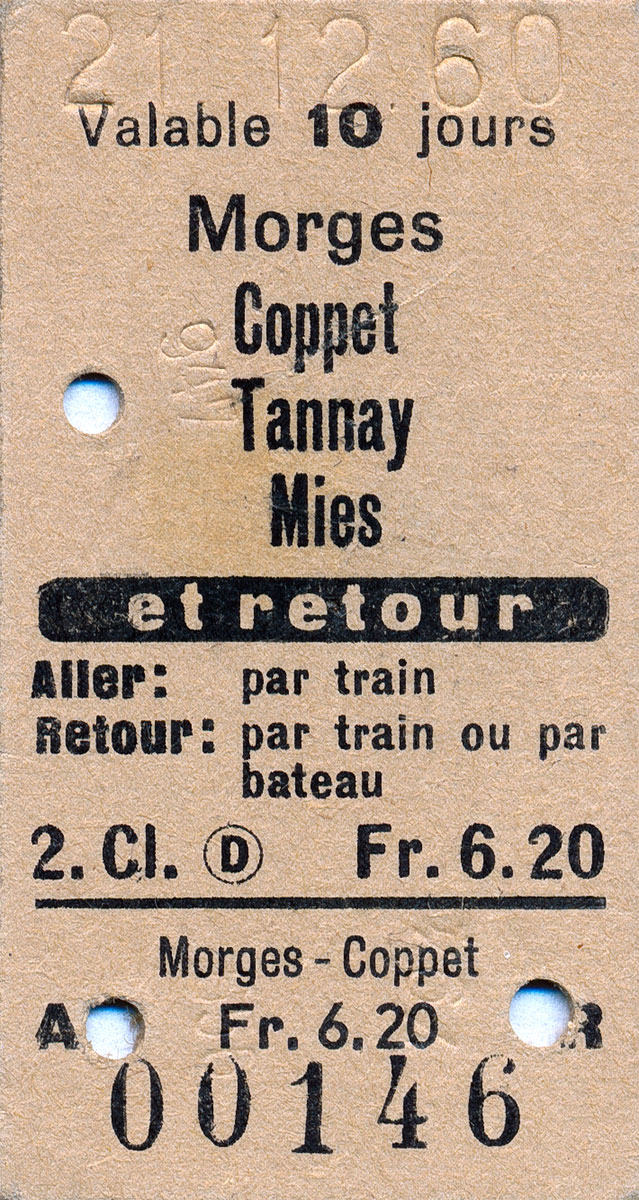 21 12 60
Valable 10 jours
Morges
Coppet
Tannay
Mies
et retour
Aller: par train
Retour: par train ou par
bateau
2. Cl. D Fr. 6.20
Morges - Coppet
A Fr. 6.20 R
00146